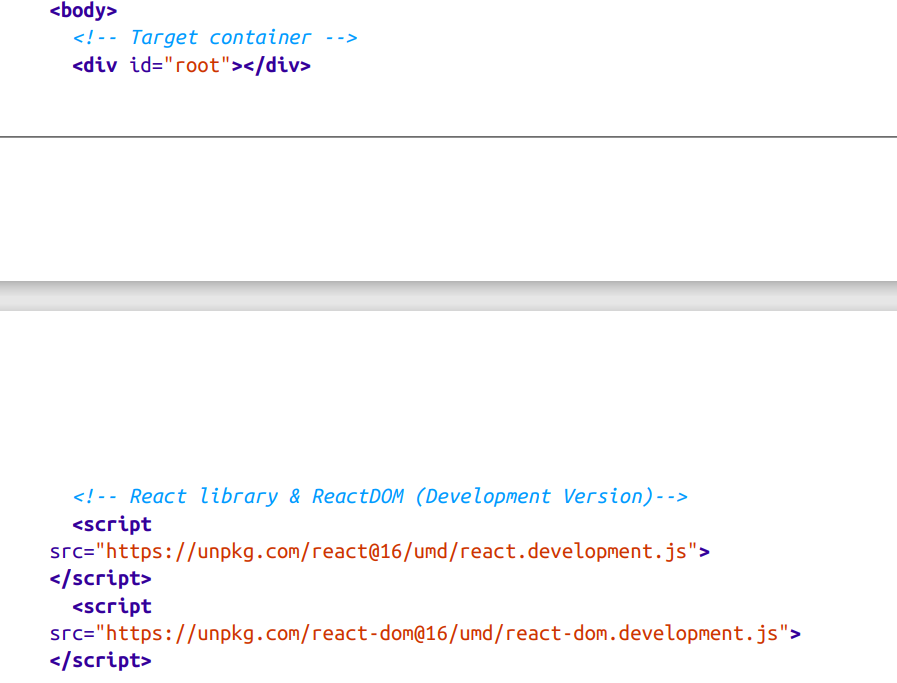 <body>
<!-- Target container -->
<div id="root"></div>
<!-- React library & ReactDOM (Development Version)-->
<script
src="https://unpkg.com/react@16/umd/react.development.js">
</script>
<script
src="https://unpkg.com/react-dom@16/umd/react-dom.development.js">
</script>